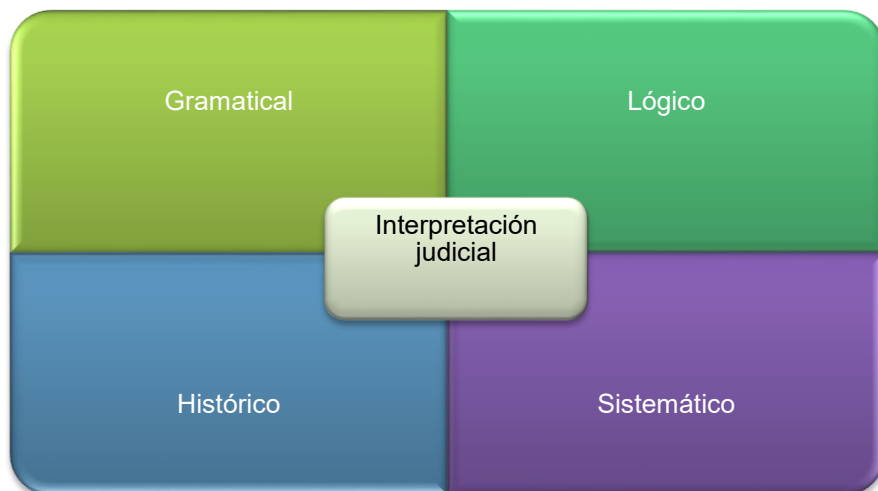 Gramatical
Lógico
Interpretación
judicial
Histórico
Sistemático